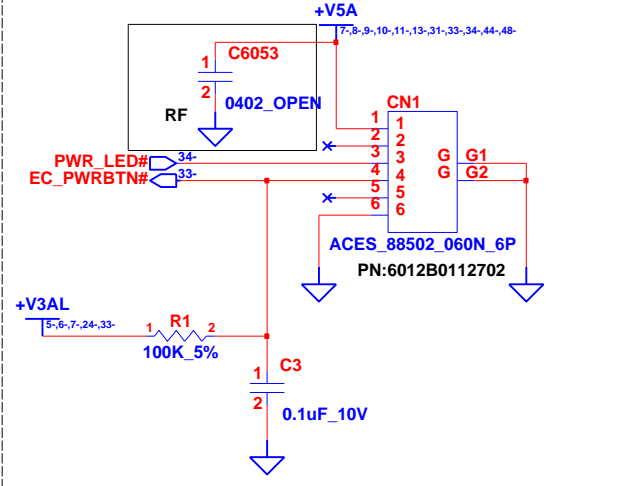 +V5A
7-,8-,9-,10-,11-,13-,31-,33-,34-,44-,48-
C6053
1
2
0402_OPEN
RF
CN1
1 1
2 2
3 3
4 4
5 5
6 6
G G1
G G2
PWR_LED# 34-
EC_PWRBTN# 33-
ACES_88502_060N_6P
PN:6012B0112702
+V3AL
5-,6-,7-,24-,33-
1 R1 2
100K_5%
C3
1
2
0.1uF_10V